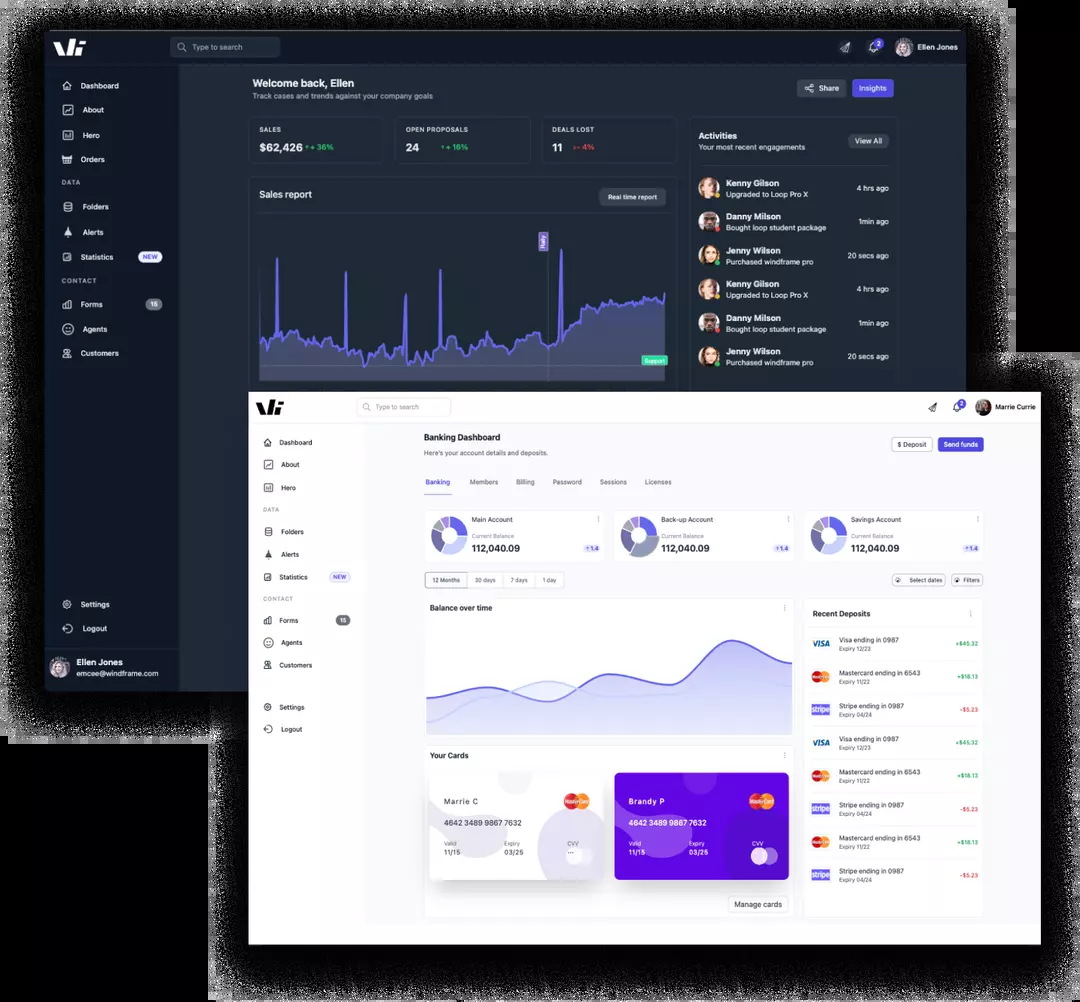 Type to search
2
Ellen Jones
Dashboard
About
Hero
Orders
DATA
Folders
Alerts
Statistics NEW
CONTACT
Forms 15
Agents
Customers
Settings
Logout
Ellen Jones
emcee@windframe.com
Welcome back, Ellen
Track cases and trends against your company goals
Share
Insights
SALES
$62,426 + 36%
OPEN PROPOSALS
24 + 16%
DEALS LOST
11 - 4%
Sales report
Real time report
Support
Activities
Your most recent engagements
View All
Kenny Gilson
Upgraded to Loop Pro X
4 hrs ago
Danny Milson
Bought loop student package
1min ago
Jenny Wilson
Purchased windframe pro
20 secs ago
Kenny Gilson
Upgraded to Loop Pro X
4 hrs ago
Danny Milson
Bought loop student package
1min ago
Jenny Wilson
Purchased windframe pro
20 secs ago
Type to search
2
Marrie Currie
Dashboard
About
Hero
DATA
Folders
Alerts
Statistics NEW
CONTACT
Forms 15
Agents
Customers
Settings
Logout
Banking Dashboard
Here's your account details and deposits.
$ Deposit
Send funds
Banking Members Billing Password Sessions Licenses
Main Account
Current Balance
112,040.09
↑1.4
Back-up Account
Current Balance
112,040.09
↑1.4
Savings Account
Current Balance
112,040.09
↑1.4
12 Months 30 days 7 days 1 day
Select dates
Filters
Balance over time
Your Cards
Marrie C
MasterCard
4642 3489 9867 7632
Valid
11/15
Expiry
03/25
CVV
...
Brandy P
MasterCard
4642 3489 9867 7632
Valid
11/15
Expiry
03/25
CVV
Manage cards
Recent Deposits
VISA
Visa ending in 0987
Expiry 12/23
+$45.32
Mastercard ending in 6543
Expiry 11/22
+$18.13
stripe
Stripe ending in 0987
Expiry 04/24
-$5.23
VISA
Visa ending in 0987
Expiry 12/23
+$45.32
Mastercard ending in 6543
Expiry 11/22
+$18.13
stripe
Stripe ending in 0987
Expiry 04/24
-$5.23
Mastercard ending in 6543
Expiry 11/22
+$18.13
stripe
Stripe ending in 0987
Expiry 04/24
-$5.23